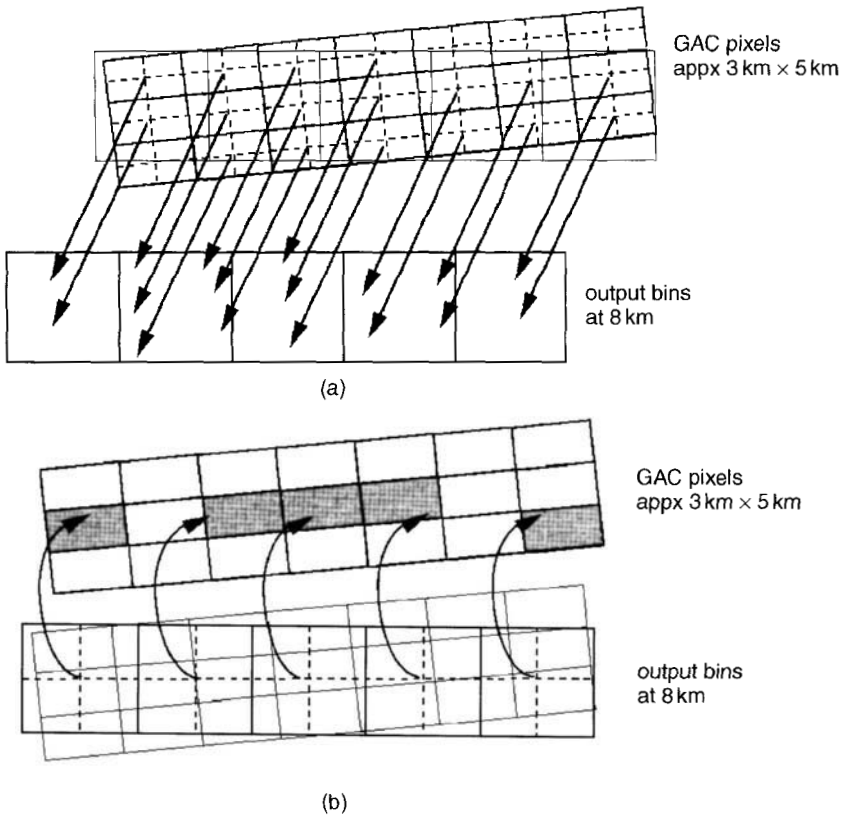 GAC pixels
appx 3 km × 5 km
output bins
at 8 km
(a)
GAC pixels
appx 3 km × 5 km
output bins
at 8 km
(b)